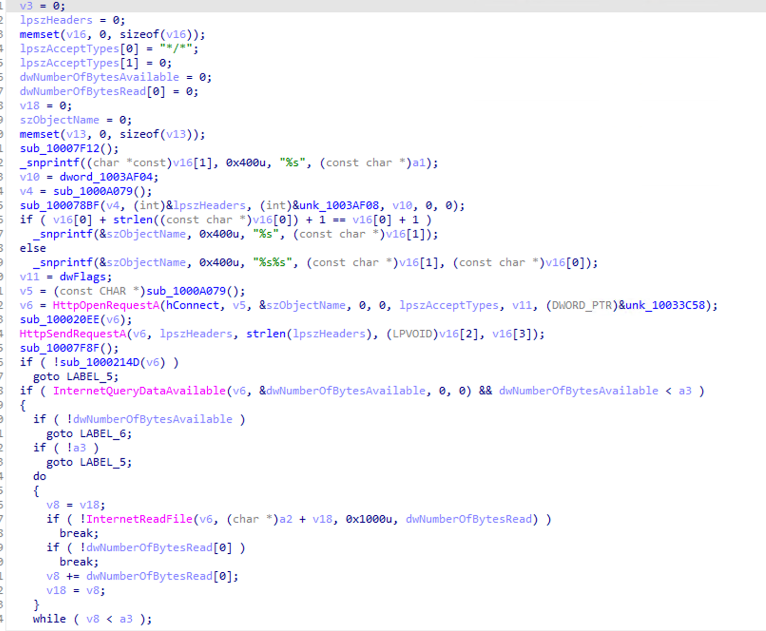 v3 = 0;
lpszHeaders = 0;
memset(v16, 0, sizeof(v16));
lpszAcceptTypes[0] = "*/*";
lpszAcceptTypes[1] = 0;
dwNumberOfBytesAvailable = 0;
dwNumberOfBytesRead[0] = 0;
v18 = 0;
szObjectName = 0;
memset(v13, 0, sizeof(v13));
sub_10007F12();
_snprintf((char *const)v16[1], 0x400u, "%s", (const char *)a1);
v10 = dword_1003AF04;
v4 = sub_1000A079();
sub_100078BF(v4, (int)&lpszHeaders, (int)&unk_1003AF08, v10, 0, 0);
if ( v16[0] + strlen((const char *)v16[0]) + 1 == v16[0] + 1 )
_snprintf(&szObjectName, 0x400u, "%s", (const char *)v16[1]);
else
_snprintf(&szObjectName, 0x400u, "%s%s", (const char *)v16[1], (const char *)v16[0]);
v11 = dwFlags;
v5 = (const CHAR *)sub_1000A079();
v6 = HttpOpenRequestA(hConnect, v5, &szObjectName, 0, 0, lpszAcceptTypes, v11, (DWORD_PTR)&unk_10033C58);
sub_100020EE(v6);
HttpSendRequestA(v6, lpszHeaders, strlen(lpszHeaders), (LPVOID)v16[2], v16[3]);
sub_10007F8F();
if ( !sub_1000214D(v6) )
goto LABEL_5;
if ( InternetQueryDataAvailable(v6, &dwNumberOfBytesAvailable, 0, 0) && dwNumberOfBytesAvailable < a3 )
{
if ( !dwNumberOfBytesAvailable )
goto LABEL_6;
if ( !a3 )
goto LABEL_5;
do
{
v8 = v18;
if ( !InternetReadFile(v6, (char *)a2 + v18, 0x1000u, dwNumberOfBytesRead) )
break;
if ( !dwNumberOfBytesRead[0] )
break;
v8 += dwNumberOfBytesRead[0];
v18 = v8;
}
while ( v8 < a3 );